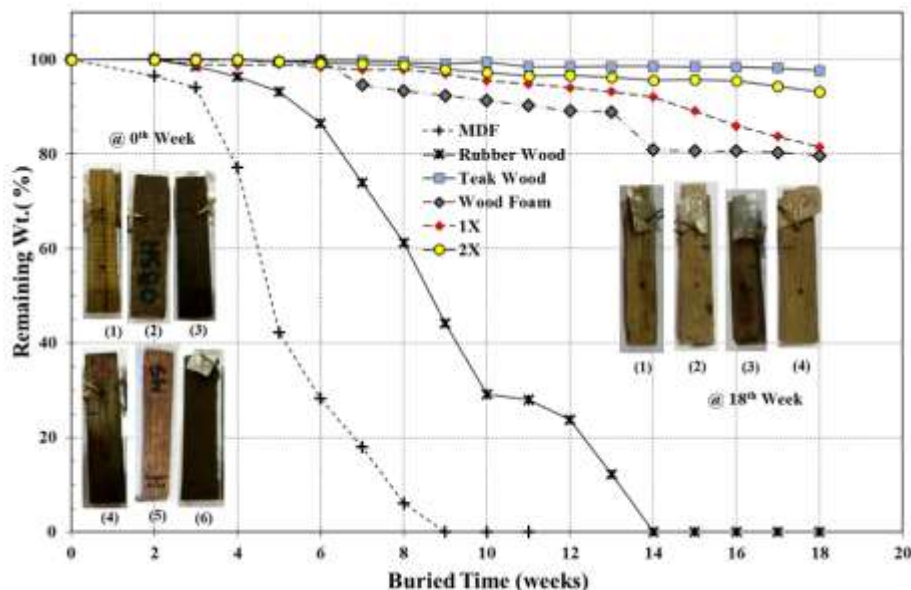 100
80
60
40
20
0
Remaining Wt.( %)
0
2
4
6
8
10
12
14
16
18
20
Buried Time (weeks)
MDF
Rubber Wood
Teak Wood
Wood Foam
1X
2X
@ 0th Week
(1)
(2)
(3)
(4)
(5)
(6)
(1)
(2)
(3)
(4)
@ 18th Week